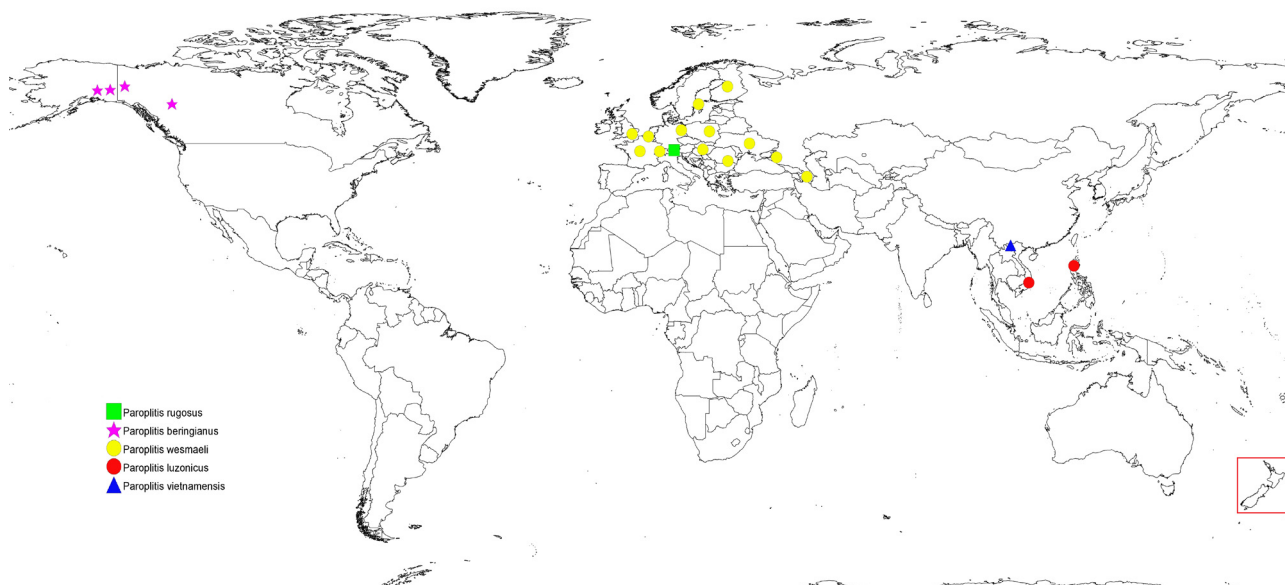 Paroplitis rugosus
Paroplitis beringianus
Paroplitis wesmaeli
Paroplitis luzonicus
Paroplitis vietnamensis